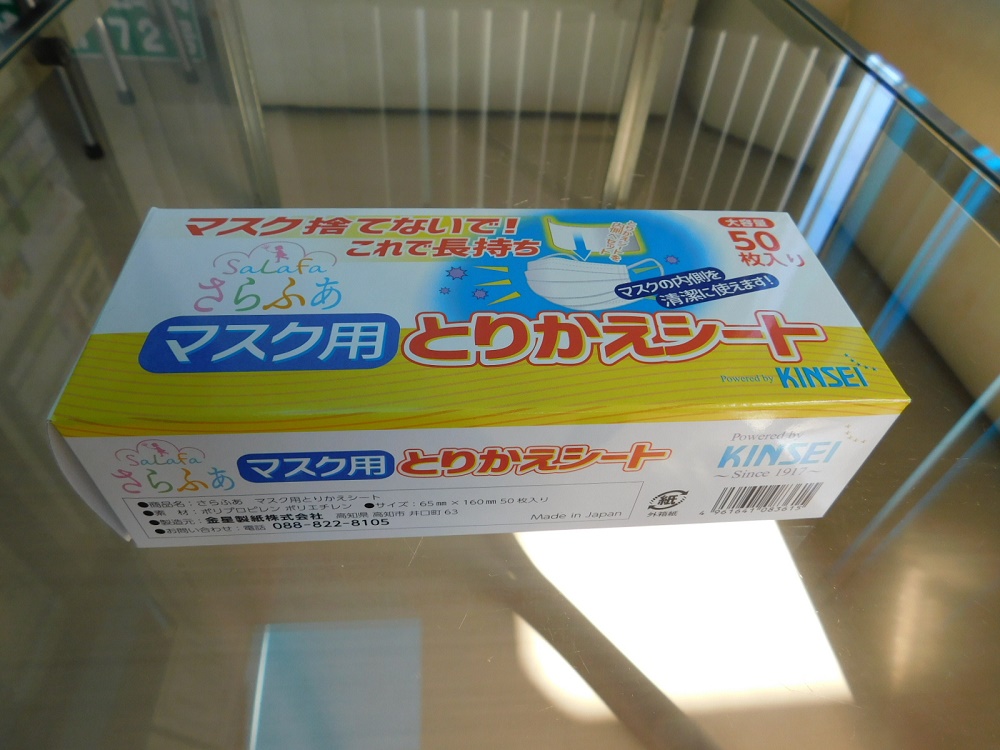 72
マスク捨てないで!
これで長持ち
SaLaFa
さらふあ
大容量
50
枚入り
マスクの内側を
清潔に使えます!
マスク用 とりかえシート
Powered by KINSEI
SaLaFa
さらふあ
マスク用 とりかえシート
Powered by
KINSEI
~ Since 1917 ~
●商品名:さらふあ マスク用とりかえシート
●素 材:ポリプロピレン ポリエチレン ●サイズ:65㎜×160㎜ 50枚入り
●製造元:金星製紙株式会社 高知県 高知市 井口町 63
●お問い合わせ:電話 088-822-8105
Made in Japan
紙
外箱紙
4 961641 083615